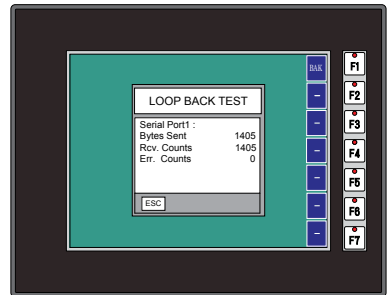 LOOP BACK TEST
Serial Port1 :
Bytes Sent 1405
Rcv. Counts 1405
Err. Counts 0
ESC
BAK
–
–
–
–
–
–
F1
F2
F3
F4
F5
F6
F7